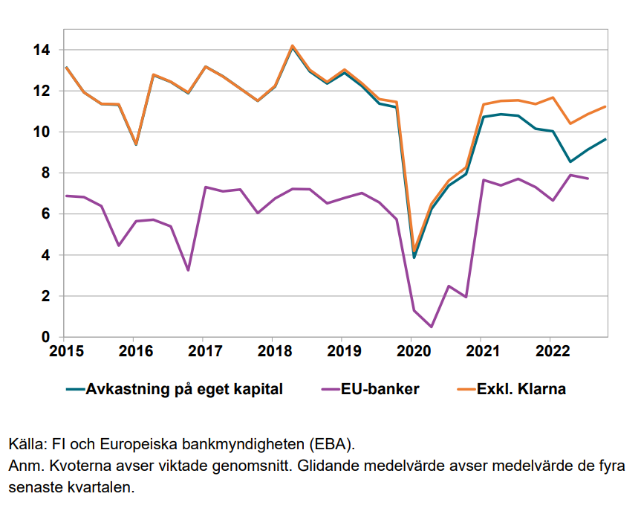 14
12
10
8
6
4
2
0
2015 2016 2017 2018 2019 2020 2021 2022
Avkastning på eget kapital EU-banker Exkl. Klarna
Källa: FI och Europeiska bankmyndigheten (EBA).
Anm. Kvoterna avser viktade genomsnitt. Glidande medelvärde avser medelvärde de fyra
senaste kvartalen.